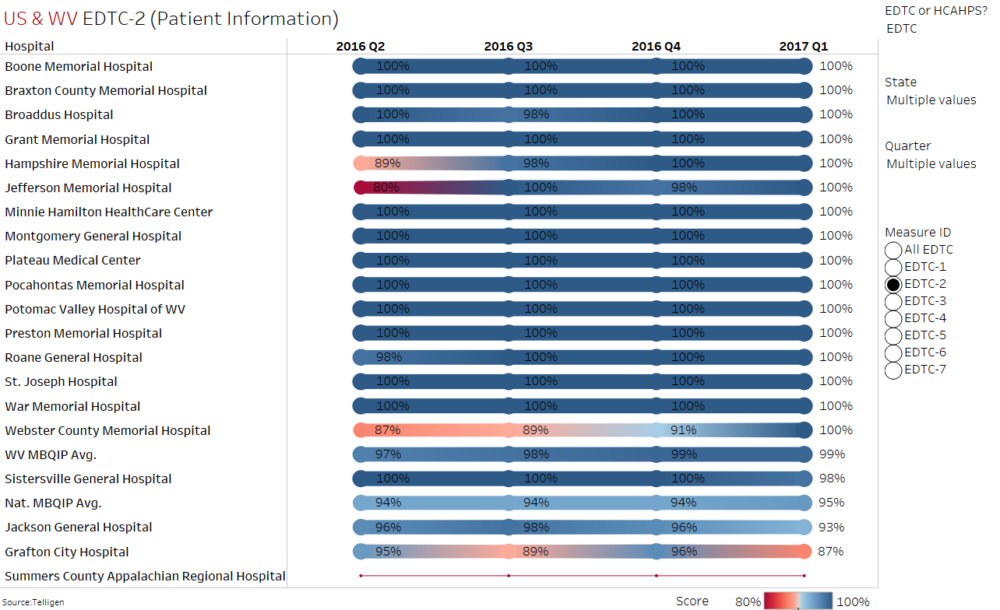 US & WV EDTC-2 (Patient Information)
Hospital 2016 Q2 2016 Q3 2016 Q4 2017 Q1
Boone Memorial Hospital 100% 100% 100% 100%
Braxton County Memorial Hospital 100% 100% 100% 100%
Broaddus Hospital 100% 98% 100% 100%
Grant Memorial Hospital 100% 100% 100% 100%
Hampshire Memorial Hospital 89% 98% 100% 100%
Jefferson Memorial Hospital 80% 100% 98% 100%
Minnie Hamilton HealthCare Center 100% 100% 100% 100%
Montgomery General Hospital 100% 100% 100% 100%
Plateau Medical Center 100% 100% 100% 100%
Pocahontas Memorial Hospital 100% 100% 100% 100%
Potomac Valley Hospital of WV 100% 100% 100% 100%
Preston Memorial Hospital 100% 100% 100% 100%
Roane General Hospital 98% 100% 100% 100%
St. Joseph Hospital 100% 100% 100% 100%
War Memorial Hospital 100% 100% 100% 100%
Webster County Memorial Hospital 87% 89% 91% 100%
WV MBQIP Avg. 97% 98% 99% 99%
Sistersville General Hospital 100% 100% 100% 98%
Nat. MBQIP Avg. 94% 94% 94% 95%
Jackson General Hospital 96% 98% 96% 93%
Grafton City Hospital 95% 89% 96% 87%
Summers County Appalachian Regional Hospital
Source:Telligen
Score 80% 100%
EDTC or HCAHPS?
EDTC
State
Multiple values
Quarter
Multiple values
Measure ID
All EDTC
EDTC-1
EDTC-2
EDTC-3
EDTC-4
EDTC-5
EDTC-6
EDTC-7